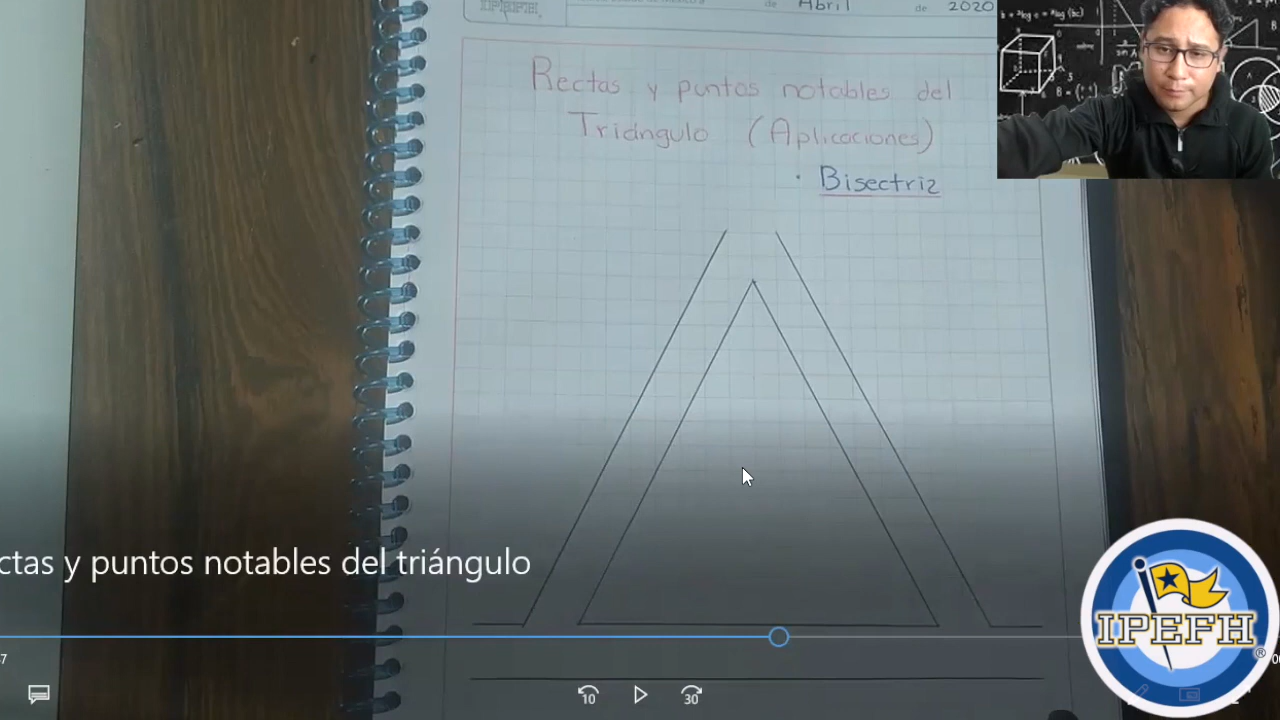 IPEFH
de Abril de 2020
Rectas y puntos notables del
Triángulo (Aplicaciones)
• Bisectriz
ctas y puntos notables del triángulo
10
30
IPEFH®